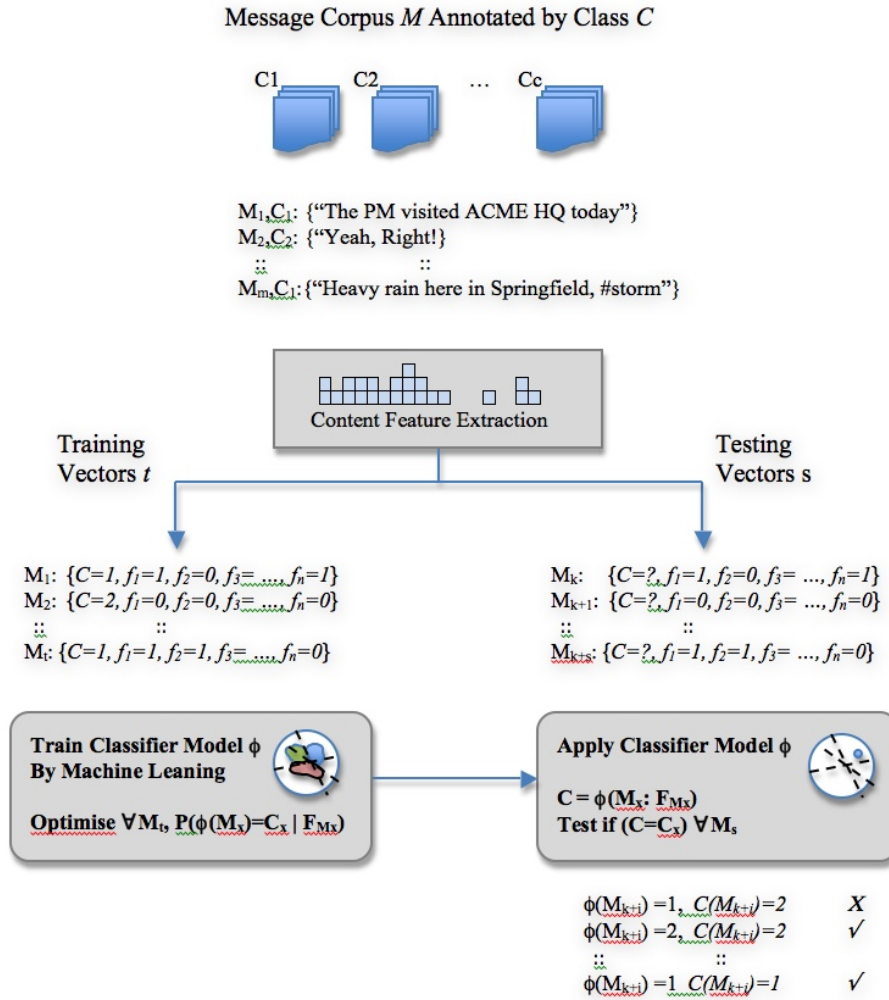 Message Corpus M Annotated by Class C
C1 C2 … Cc
M₁,C₁: {“The PM visited ACME HQ today”}
M₂,C₂: {“Yeah, Right!}
:: ::
Mₘ,C₁:{“Heavy rain here in Springfield, #storm”}
Content Feature Extraction
Training
Vectors t
Testing
Vectors s
M₁: {C=1, f₁=1, f₂=0, f₃= ..., fₙ=1}
M₂: {C=2, f₁=0, f₂=0, f₃= ..., fₙ=0}
:: ::
Mₜ: {C=1, f₁=1, f₂=1, f₃= ..., fₙ=0}
Mₖ: {C=?, f₁=1, f₂=0, f₃= ..., fₙ=1}
Mₖ₊₁: {C=?, f₁=0, f₂=0, f₃= ..., fₙ=0}
:: ::
Mₖ₊ₛ: {C=?, f₁=1, f₂=1, f₃= ..., fₙ=0}
Train Classifier Model ϕ
By Machine Leaning
Optimise ∀Mₜ, P(ϕ(Mₓ)=Cₓ | F_Mx)
Apply Classifier Model ϕ
C = ϕ(Mₓ: F_Mx)
Test if (C=Cₓ) ∀Mₛ
ϕ(Mₖ₊ᵢ) =1, C(Mₖ₊ᵢ)=2 X
ϕ(Mₖ₊ᵢ) =2, C(Mₖ₊ᵢ)=2 √
:: ::
ϕ(Mₖ₊ᵢ) =1 C(Mₖ₊ᵢ)=1 √